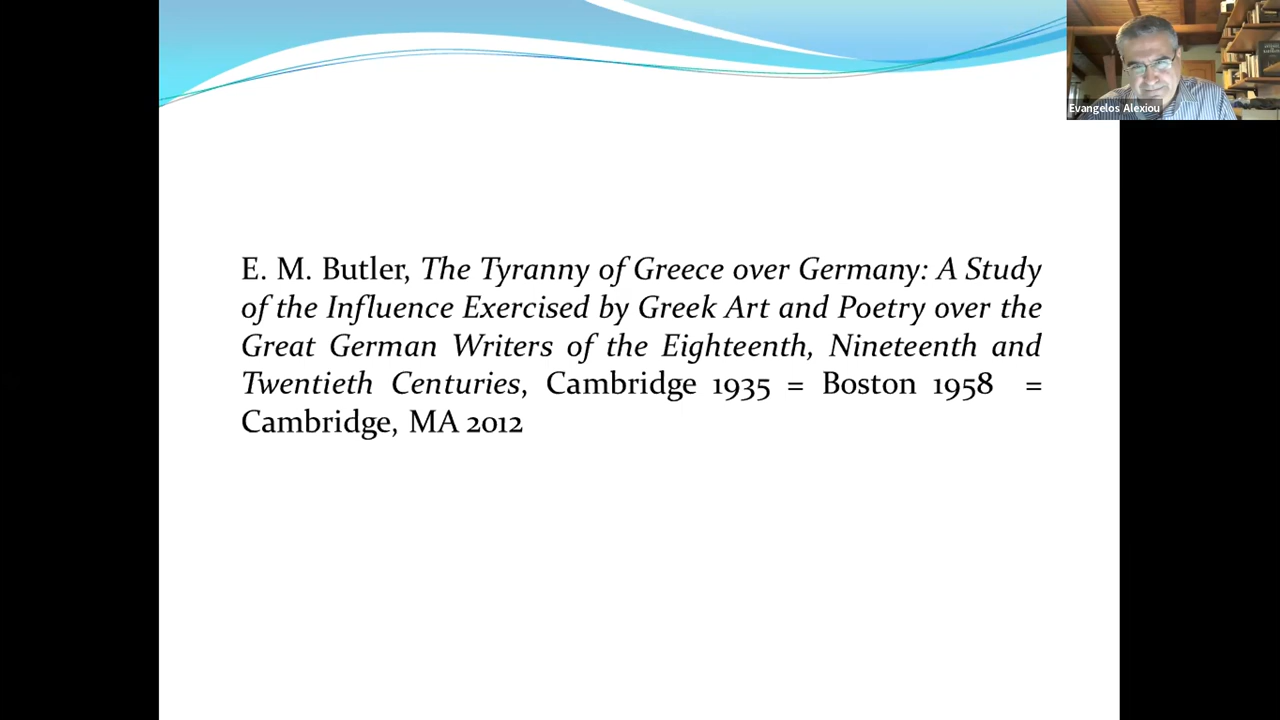 Evangelos Alexiou
E. M. Butler, The Tyranny of Greece over Germany: A Study
of the Influence Exercised by Greek Art and Poetry over the
Great German Writers of the Eighteenth, Nineteenth and
Twentieth Centuries, Cambridge 1935 = Boston 1958 =
Cambridge, MA 2012